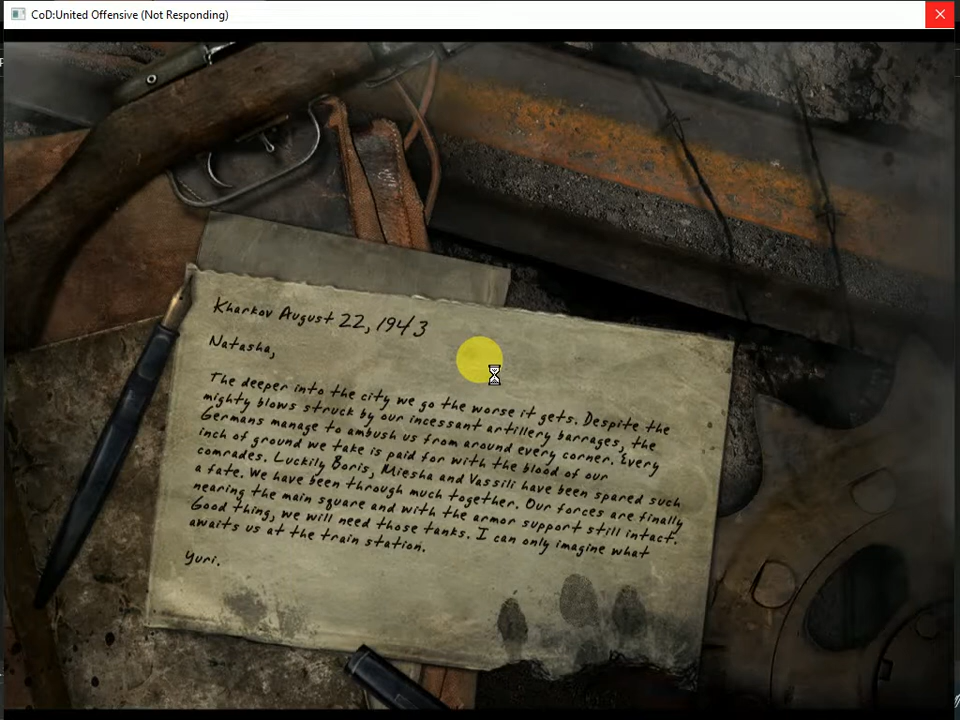 CoD:United Offensive (Not Responding)
Kharkov August 22, 1943
Natasha,
The deeper into the city we go the worse it gets. Despite the
mighty blows struck by our incessant artillery barrages, the
Germans manage to ambush us from around every corner. Every
inch of ground we take is paid for with the blood of our
comrades. Luckily Boris, Miesha and Vassili have been spared such
a fate. We have been through much together. Our forces are finally
nearing the main square and with the armor support still intact.
Good thing, we will need those tanks. I can only imagine what
awaits us at the train station.
Yuri.